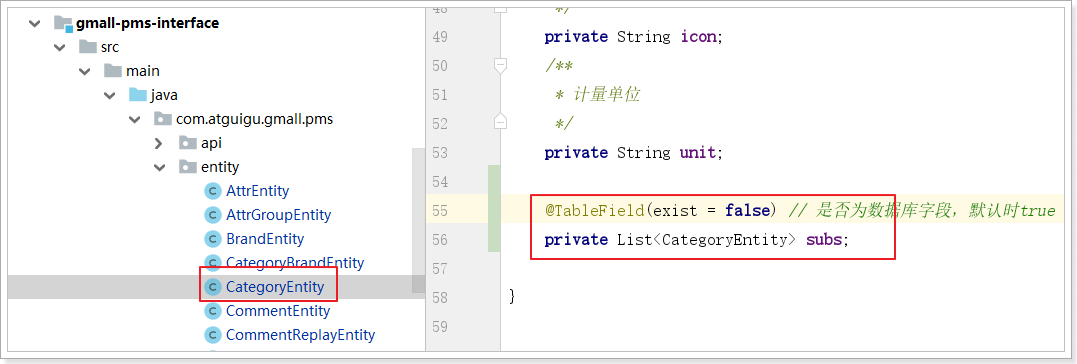 gmall-pms-interface
src
main
java
com.atguigu.gmall.pms
api
entity
AttrEntity
AttrGroupEntity
BrandEntity
CategoryBrandEntity
CategoryEntity
CommentEntity
CommentReplayEntity
48 */
49 private String icon;
50 /**
51 * 计量单位
52 */
53 private String unit;
54
55 @TableField(exist = false) // 是否为数据库字段，默认时true
56 private List<CategoryEntity> subs;
57
58 }
59